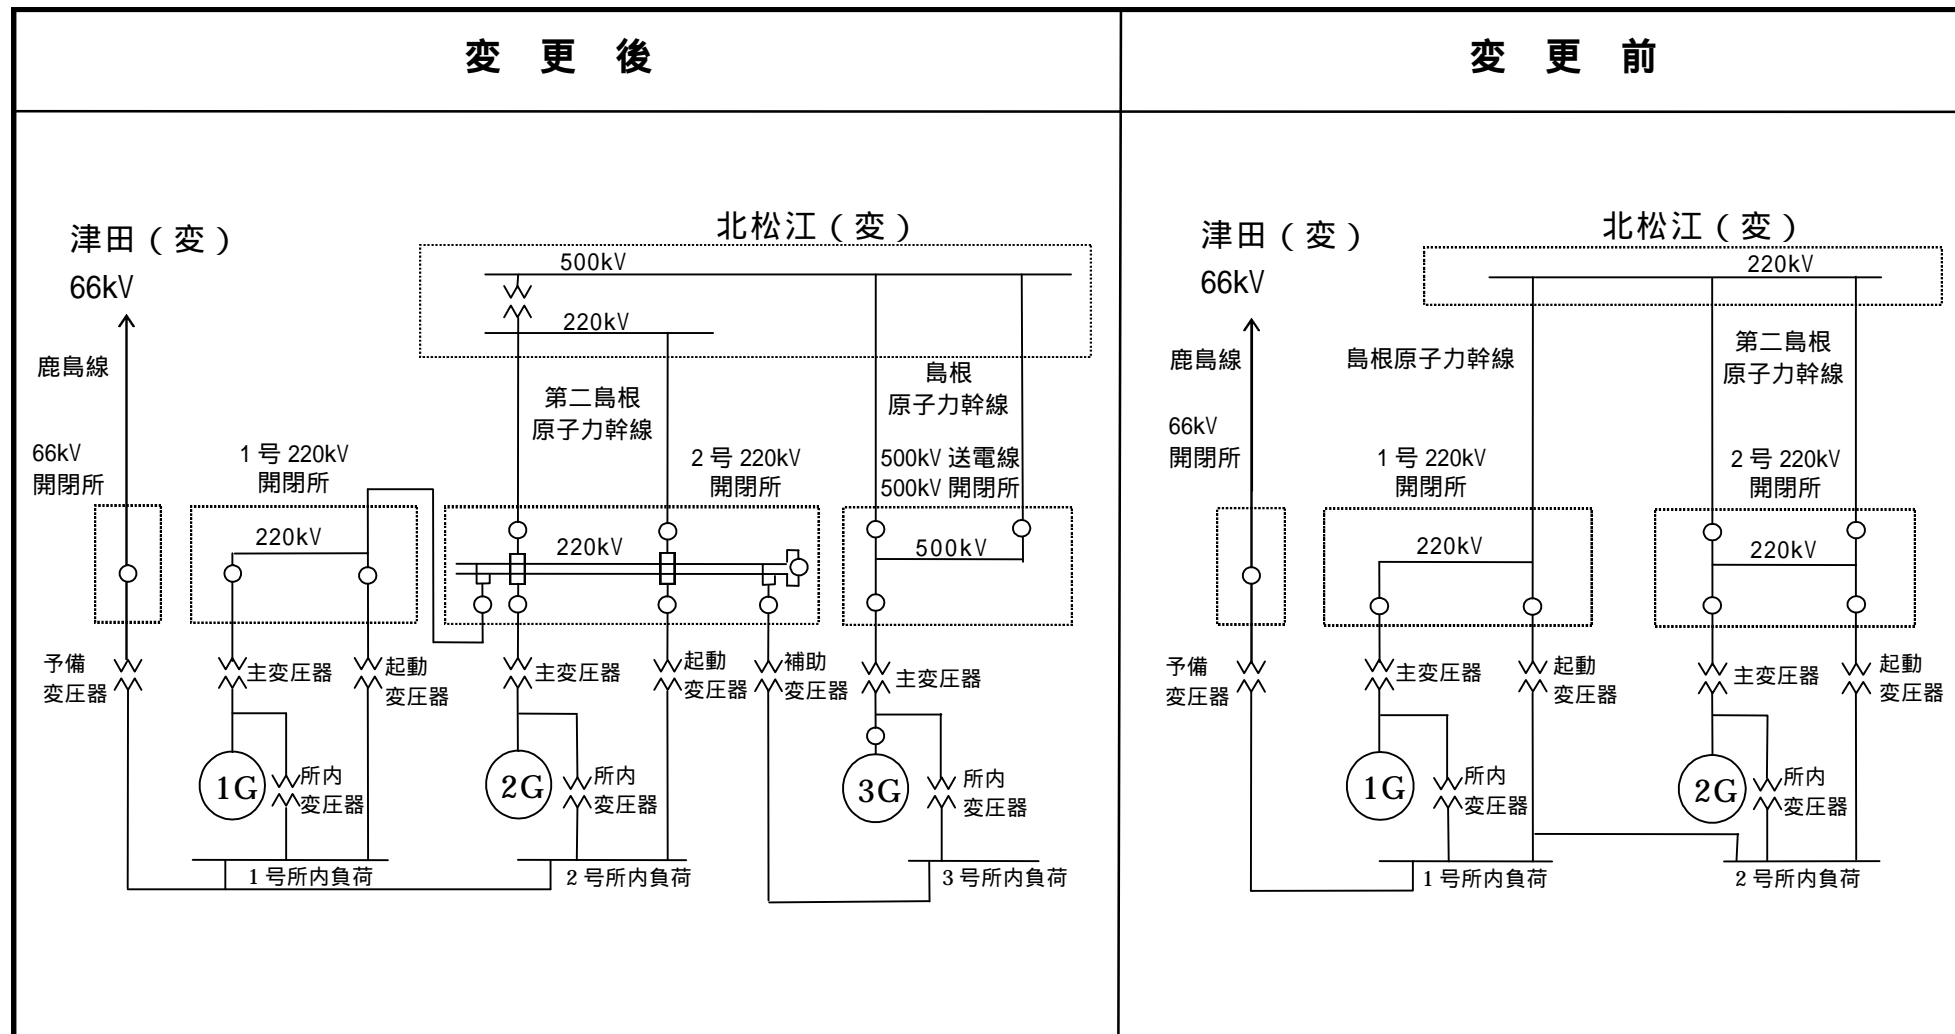 変 更 後
変 更 前
津田（変）
66kV
北松江（変）
500kV
220kV
鹿島線
第二島根
原子力幹線
島根
原子力幹線
66kV
開閉所
1 号 220kV
開閉所
2 号 220kV
開閉所
500kV 送電線
500kV 開閉所
220kV
220kV
500kV
予備
変圧器
主変圧器
起動
変圧器
主変圧器
起動
変圧器
補助
変圧器
主変圧器
1G
所内
変圧器
2G
所内
変圧器
3G
所内
変圧器
1 号所内負荷
2 号所内負荷
3 号所内負荷
津田（変）
66kV
北松江（変）
220kV
鹿島線
島根原子力幹線
第二島根
原子力幹線
66kV
開閉所
1 号 220kV
開閉所
2 号 220kV
開閉所
220kV
220kV
予備
変圧器
主変圧器
起動
変圧器
主変圧器
起動
変圧器
1G
所内
変圧器
2G
所内
変圧器
1 号所内負荷
2 号所内負荷